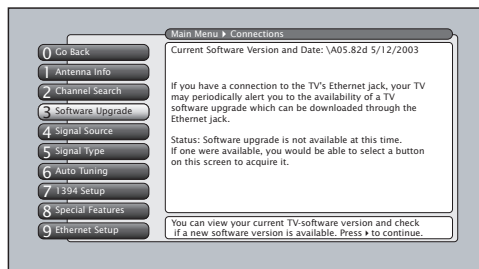 Main Menu ▸ Connections
0 Go Back
1 Antenna Info
2 Channel Search
3 Software Upgrade
4 Signal Source
5 Signal Type
6 Auto Tuning
7 1394 Setup
8 Special Features
9 Ethernet Setup
Current Software Version and Date: \A05.82d 5/12/2003
If you have a connection to the TV's Ethernet jack, your TV
may periodically alert you to the availability of a TV
software upgrade which can be downloaded through the
Ethernet jack.
Status: Software upgrade is not available at this time.
If one were available, you would be able to select a button
on this screen to acquire it.
You can view your current TV-software version and check
if a new software version is available. Press ▸ to continue.